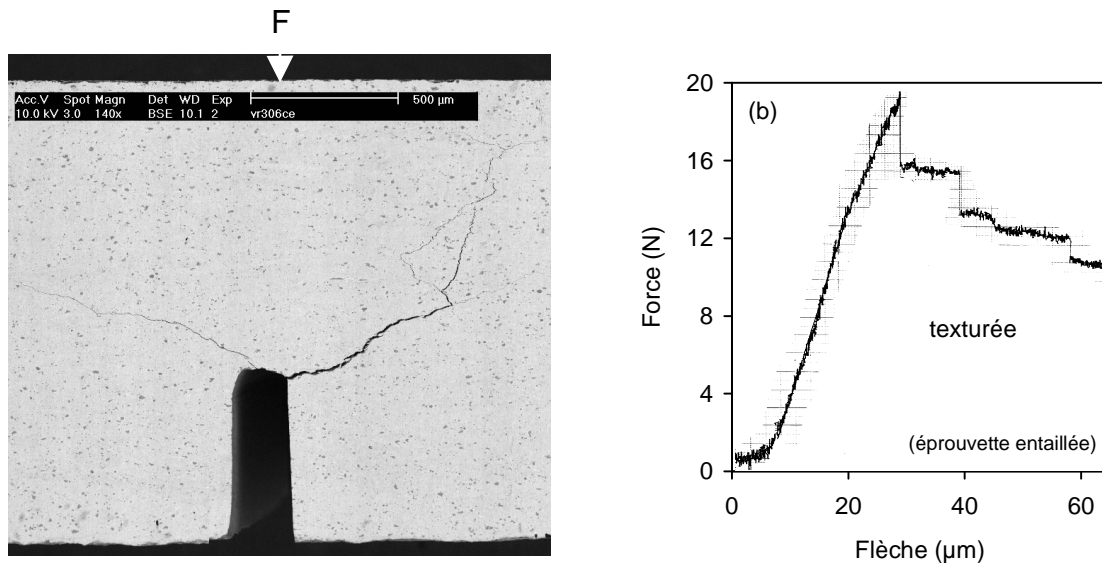 F
Acc.V Spot Magn Det WD Exp 500 µm
10.0 kV 3.0 140x BSE 10.1 2 vr306ce
(b)
20
16
12
8
4
0
Force (N)
texturée
(éprouvette entaillée)
0 20 40 60
Flèche (µm)